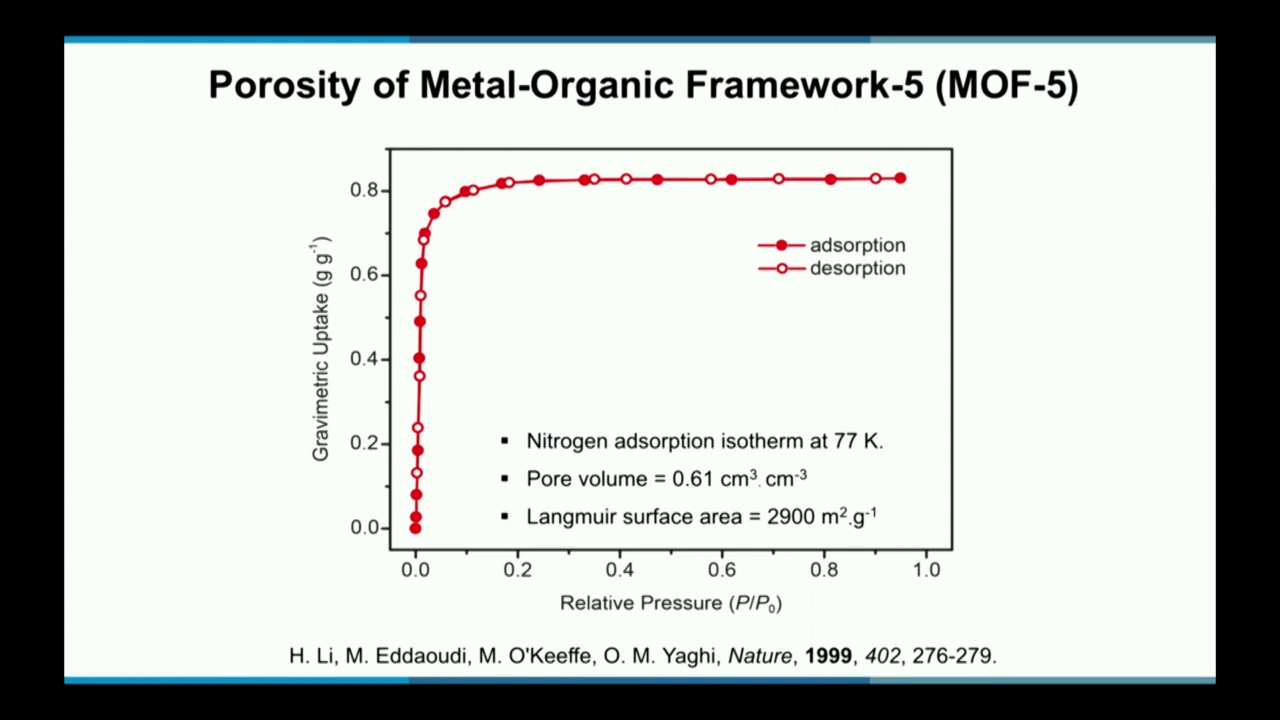 Porosity of Metal-Organic Framework-5 (MOF-5)
Gravimetric Uptake (g g⁻¹)
0.8
0.6
0.4
0.2
0.0
adsorption
desorption
▪ Nitrogen adsorption isotherm at 77 K.
▪ Pore volume = 0.61 cm³.cm⁻³
▪ Langmuir surface area = 2900 m².g⁻¹
0.0 0.2 0.4 0.6 0.8 1.0
Relative Pressure (P/P₀)
H. Li, M. Eddaoudi, M. O'Keeffe, O. M. Yaghi, Nature, 1999, 402, 276-279.